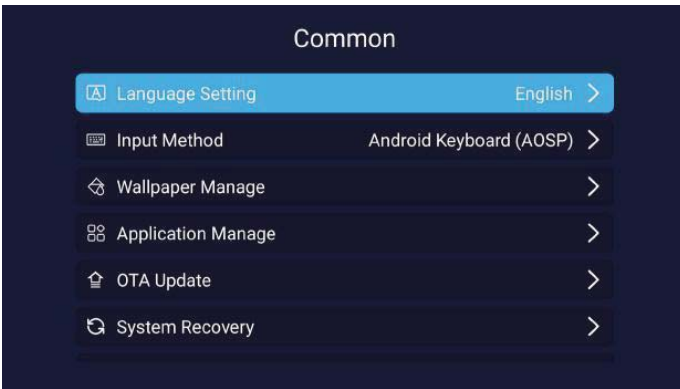 Common
Language Setting English
Input Method Android Keyboard (AOSP)
Wallpaper Manage
Application Manage
OTA Update
System Recovery